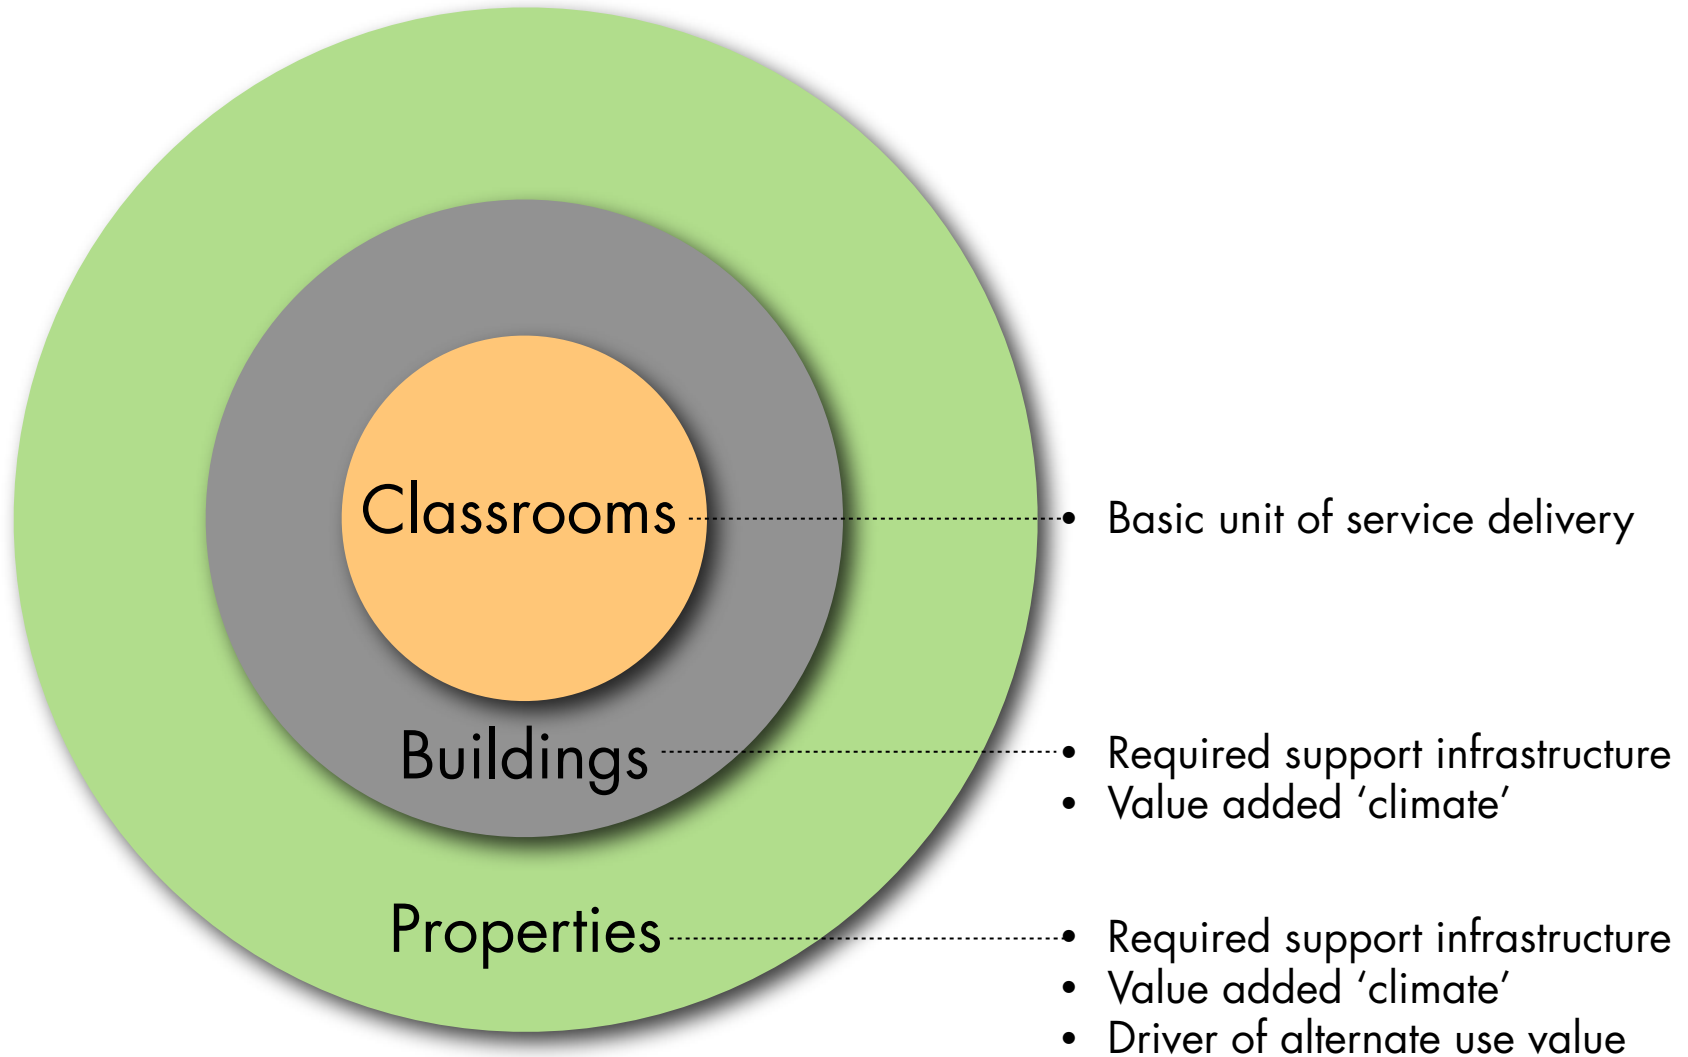 Classrooms
• Basic unit of service delivery
Buildings
• Required support infrastructure
• Value added ‘climate’
Properties
• Required support infrastructure
• Value added ‘climate’
• Driver of alternate use value